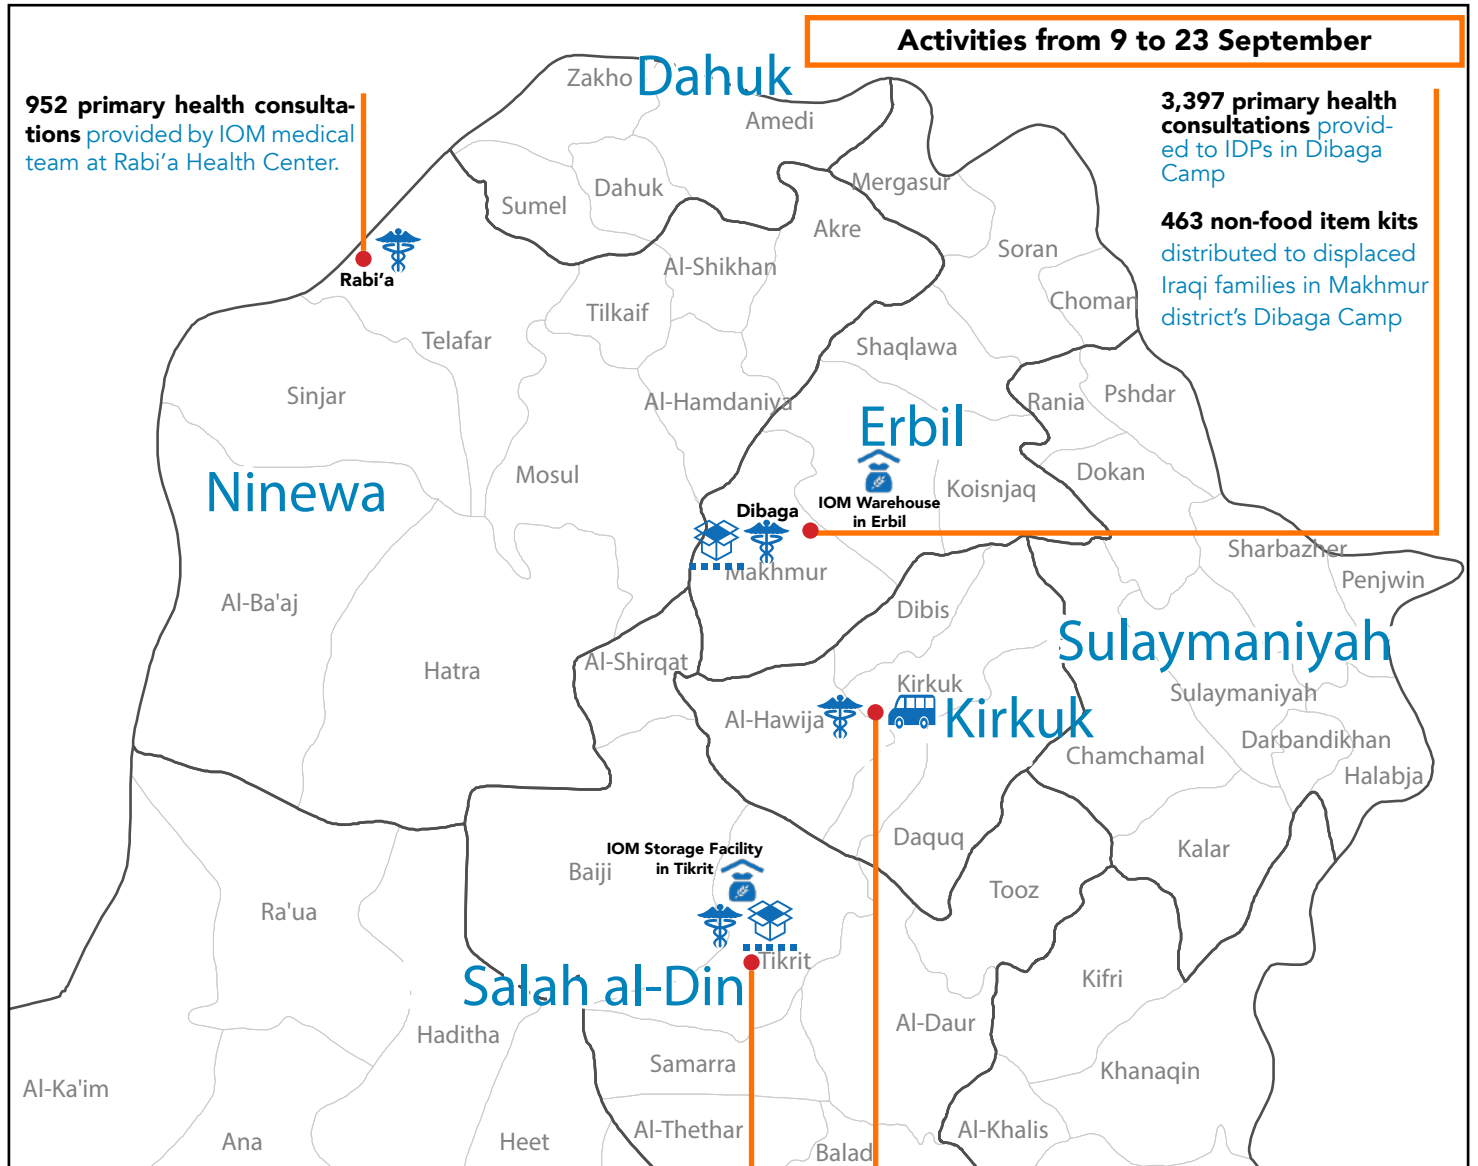 Activities from 9 to 23 September
952 primary health consulta-
tions provided by IOM medical
team at Rabi'a Health Center.
3,397 primary health
consultations provid-
ed to IDPs in Dibaga
Camp
463 non-food item kits
distributed to displaced
Iraqi families in Makhmur
district's Dibaga Camp
Zakho
Dahuk
Amedi
Mergasur
Dahuk
Sumel
Akre
Soran
Al-Shikhan
Rabi'a
Choman
Tilkaif
Telafar
Shaqlawa
Sinjar
Al-Hamdaniya
Rania
Pshdar
Erbil
Mosul
Dokan
Ninewa
Koisnjaq
IOM Warehouse
in Erbil
Dibaga
Sharbazher
Makhmur
Penjwin
Al-Ba'aj
Dibis
Sulaymaniyah
Al-Shirqat
Hatra
Kirkuk
Sulaymaniyah
Al-Hawija
Kirkuk
Darbandikhan
Chamchamal
Halabja
Daquq
IOM Storage Facility
in Tikrit
Kalar
Baiji
Tooz
Ra'ua
Tikrit
Kifri
Salah al-Din
Al-Daur
Haditha
Samarra
Khanaqin
Al-Ka'im
Al-Thethar
Al-Khalis
Ana
Heet
Balad